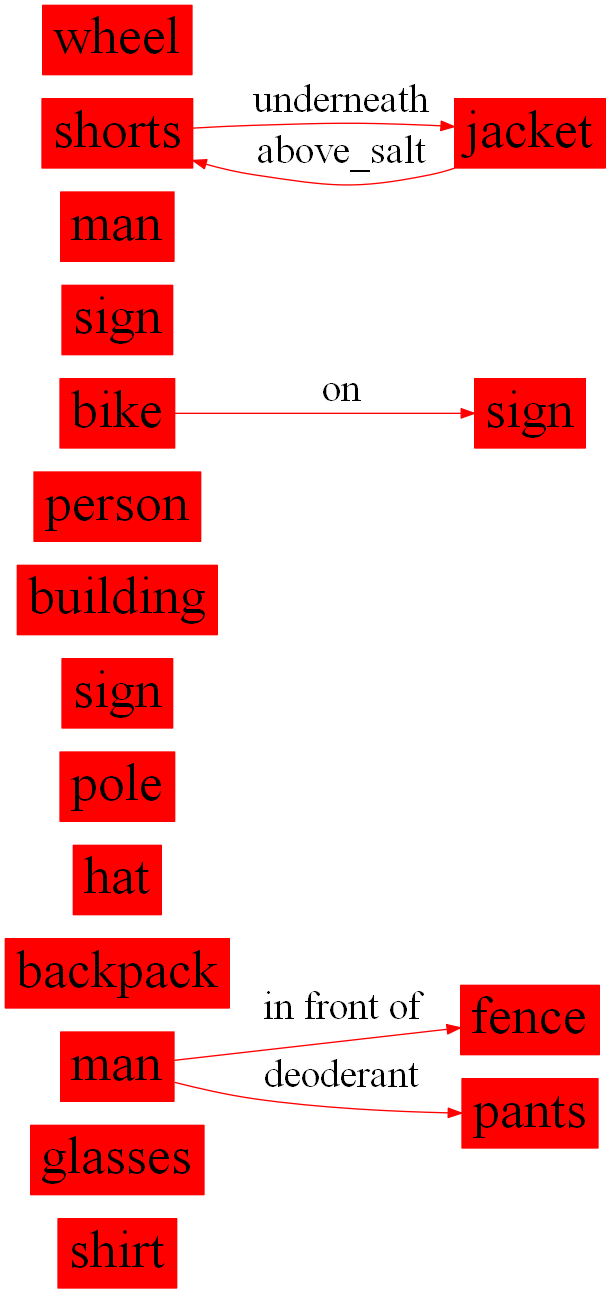 wheel
shorts
underneath
jacket
above_salt
man
sign
bike
on
sign
person
building
sign
pole
hat
backpack
man
in front of
fence
deoderant
pants
glasses
shirt